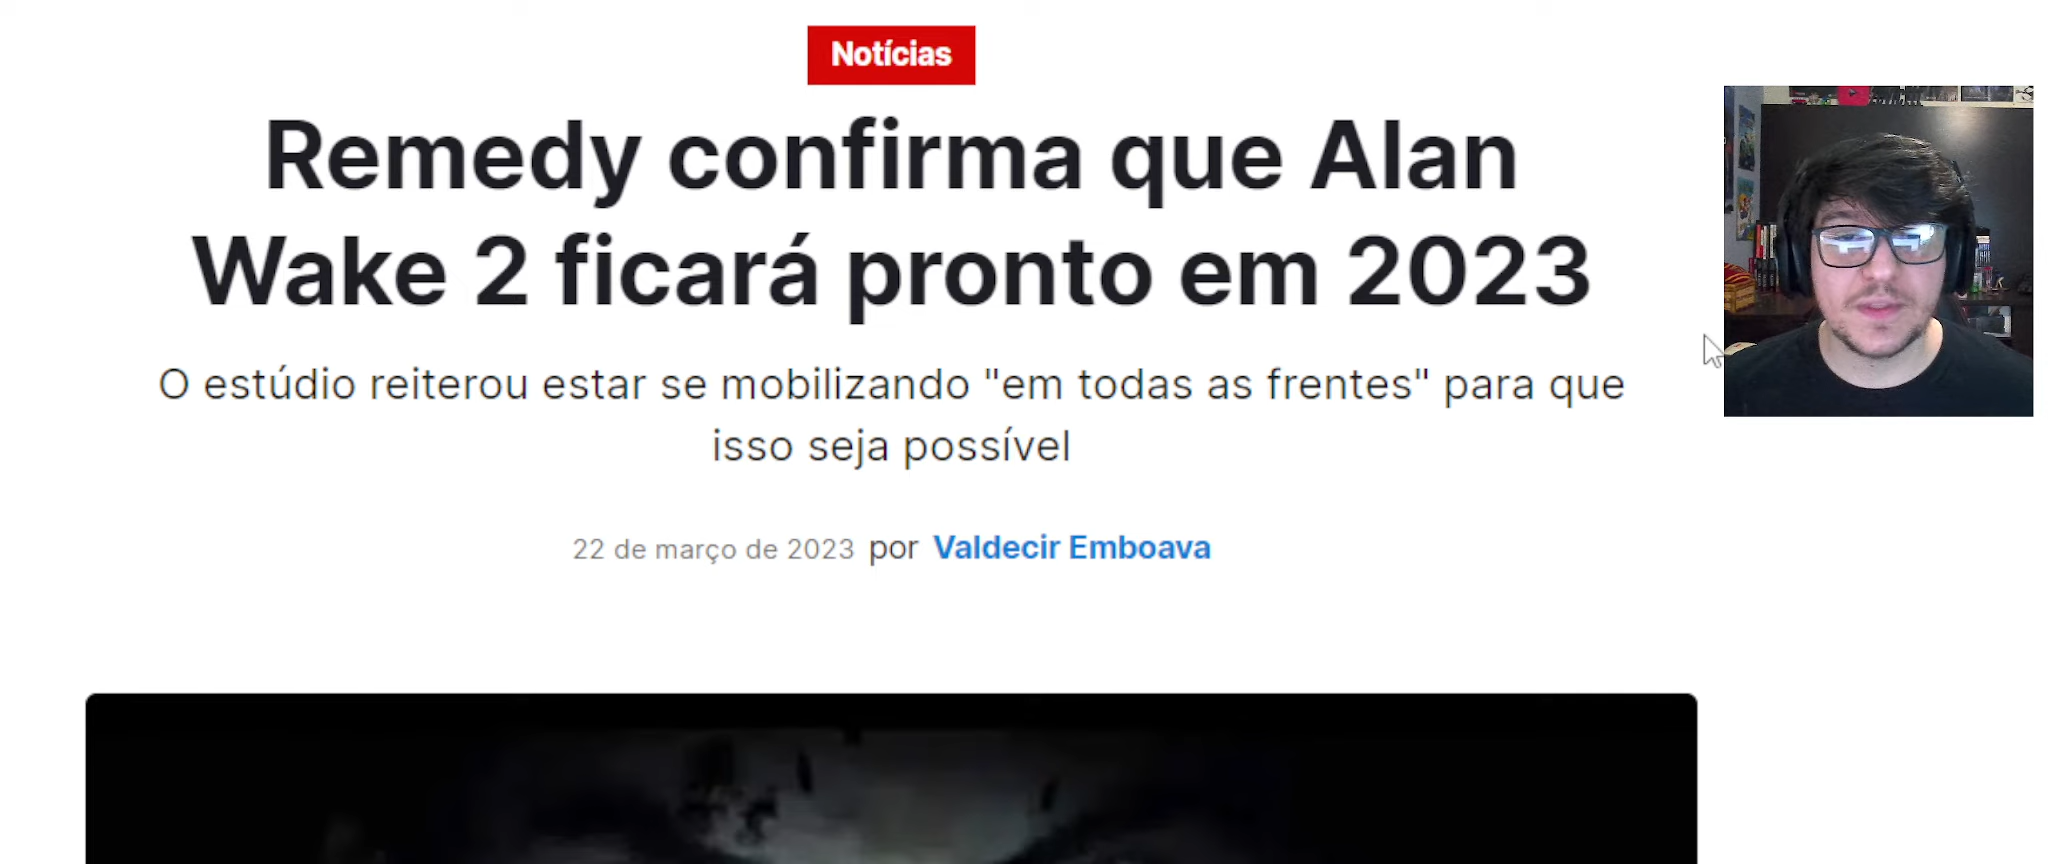 Notícias
Remedy confirma que Alan
Wake 2 ficará pronto em 2023
O estúdio reiterou estar se mobilizando "em todas as frentes" para que
isso seja possível
22 de março de 2023 por Valdecir Emboava